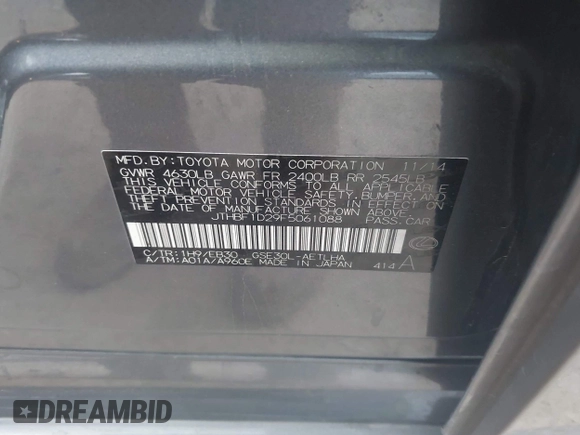 MFD. BY: TOYOTA MOTOR CORPORATION 11/14
GVWR 4630LB GAWR FR 2400LB RR 2545LB
THIS VEHICLE CONFORMS TO ALL APPLICABLE
FEDERAL MOTOR VEHICLE SAFETY, BUMPER, AND
THEFT PREVENTION STANDARDS IN EFFECT ON
THE DATE OF MANUFACTURE SHOWN ABOVE.
JTHBF1D29F5061088 PASS. CAR
C/TR: 1H9/EB30 GSE30L-AETLHA
A/TM: A01A/A960E MADE IN JAPAN 414 A
DREAMBID